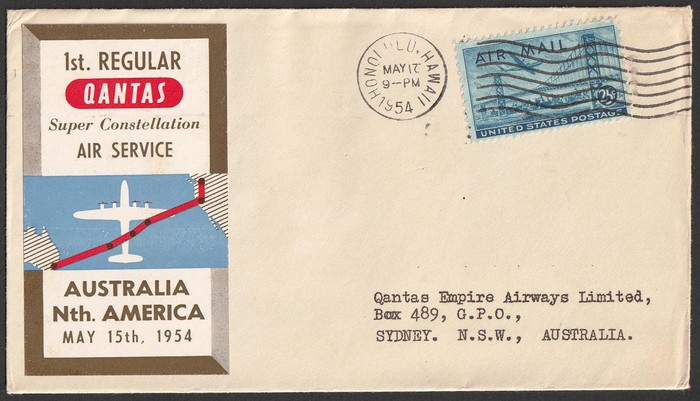 1st. REGULAR
QANTAS
Super Constellation
AIR SERVICE
AUSTRALIA
Nth. AMERICA
MAY 15th, 1954
HONOLULU, HAWAII
MAY 17
9-PM
1954
AIR MAIL
25¢
UNITED STATES POSTAGE
Qantas Empire Airways Limited,
Box 489, G.P.O.,
SYDNEY. N.S.W., AUSTRALIA.